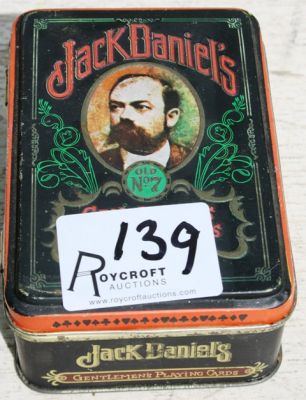 JACK DANIEL'S
OLD
No. 7
139
ROYCROFT
AUCTIONS
www.roycroftauctions.com
Jack Daniel's
GENTLEMEN'S PLAYING CARDS